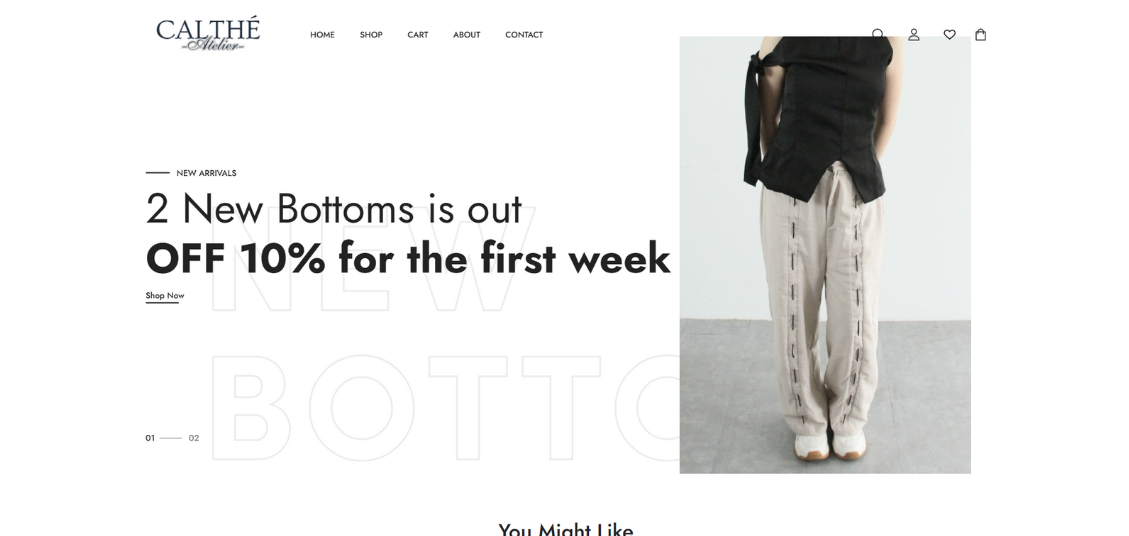 CALTHÉ
Atelier
HOME SHOP CART ABOUT CONTACT
NEW ARRIVALS
2 New Bottoms is out
OFF 10% for the first week
Shop Now
NEW
BOTTO
01 02
You Might Like